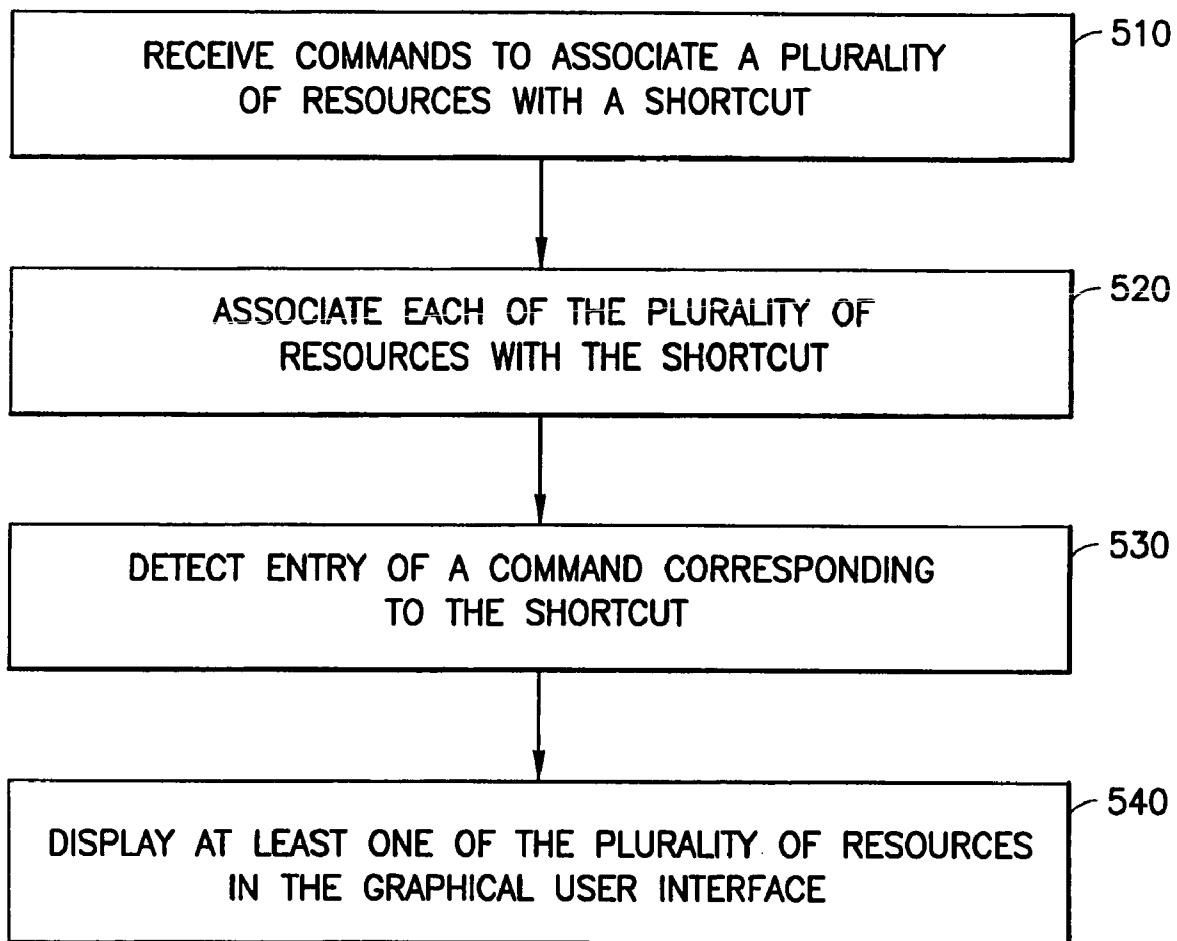 RECEIVE COMMANDS TO ASSOCIATE A PLURALITY
OF RESOURCES WITH A SHORTCUT
510
ASSOCIATE EACH OF THE PLURALITY OF
RESOURCES WITH THE SHORTCUT
520
DETECT ENTRY OF A COMMAND CORRESPONDING
TO THE SHORTCUT
530
DISPLAY AT LEAST ONE OF THE PLURALITY OF RESOURCES
IN THE GRAPHICAL USER INTERFACE
540